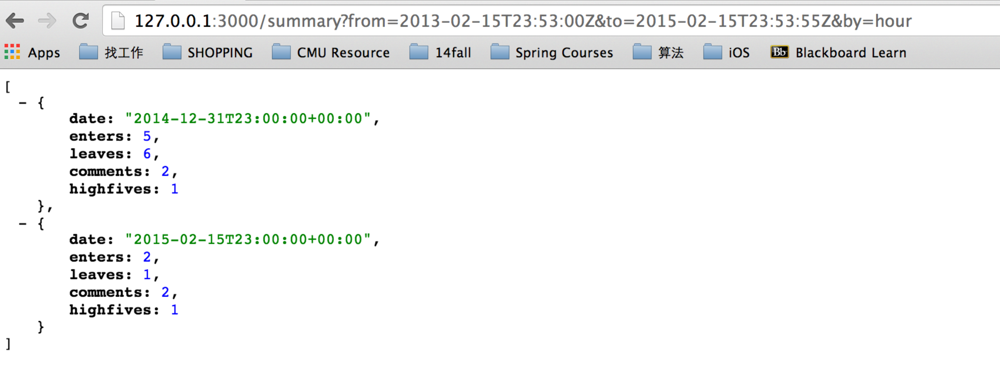 127.0.0.1:3000/summary?from=2013-02-15T23:53:00Z&to=2015-02-15T23:53:55Z&by=hour
Apps 找工作 SHOPPING CMU Resource 14fall Spring Courses 算法 iOS Bb Blackboard Learn
[
- {
date: "2014-12-31T23:00:00+00:00",
enters: 5,
leaves: 6,
comments: 2,
highfives: 1
},
- {
date: "2015-02-15T23:00:00+00:00",
enters: 2,
leaves: 1,
comments: 2,
highfives: 1
}
]